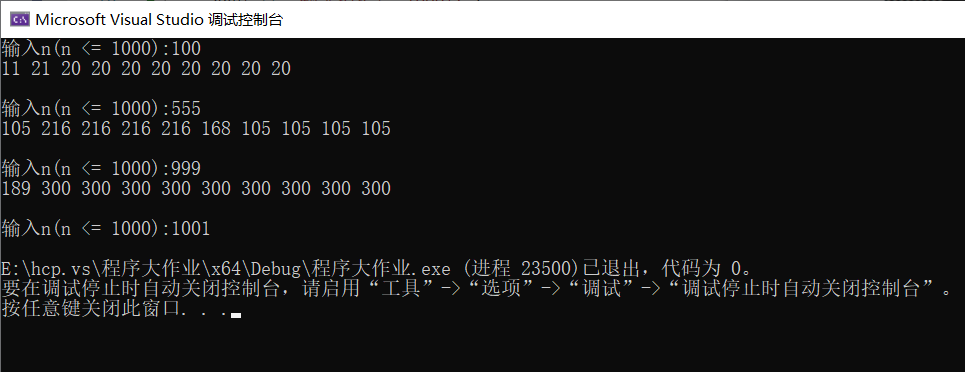 Microsoft Visual Studio 调试控制台
输入n(n <= 1000):100
11 21 20 20 20 20 20 20 20 20
输入n(n <= 1000):555
105 216 216 216 216 168 105 105 105 105
输入n(n <= 1000):999
189 300 300 300 300 300 300 300 300 300
输入n(n <= 1000):1001
E:\hcp.vs\程序大作业\x64\Debug\程序大作业.exe (进程 23500)已退出，代码为 0。
要在调试停止时自动关闭控制台，请启用“工具”->“选项”->“调试”->“调试停止时自动关闭控制台”。
按任意键关闭此窗口. . .